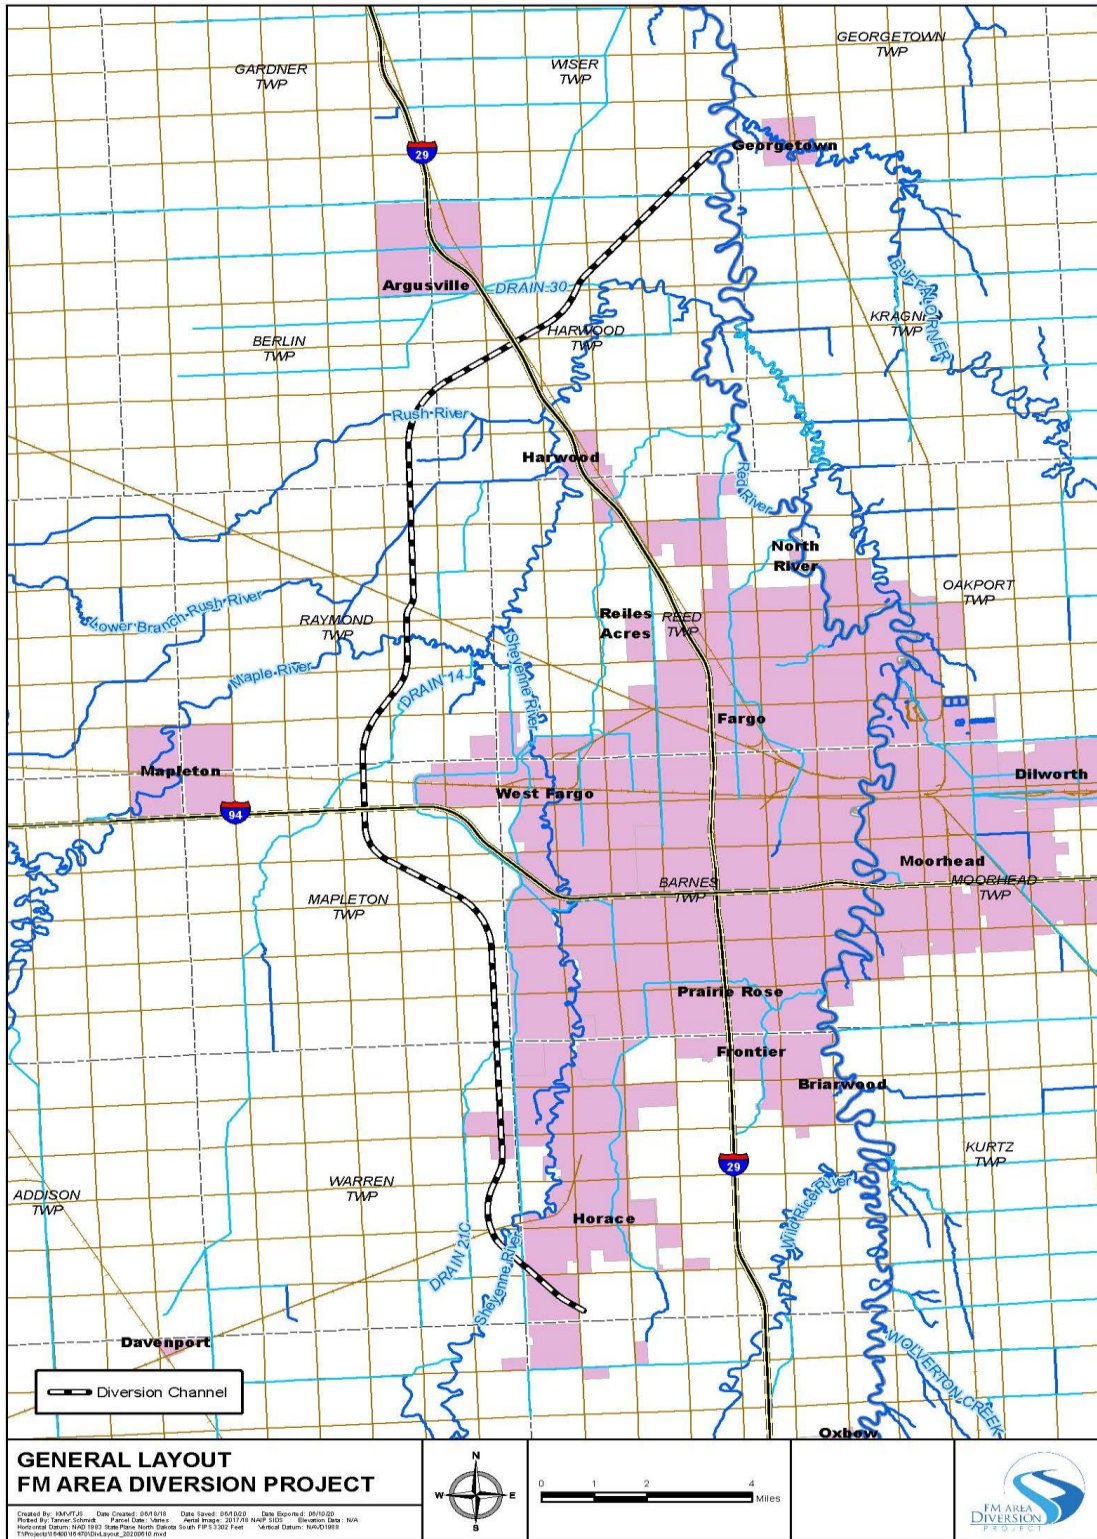 GEORGETOWN
TWP
WISER
TWP
GARDNER
TWP
29
Georgetown
Argusville
DRAIN 30
BUFFALO RIVER
HARWOOD
TWP
BERLIN
TWP
Rush River
Harwood
Red River
North
River
OAKPORT
TWP
Lower Branch Rush River
RAYMOND
TWP
Reiles
Acres
REED
TWP
Sheyenne River
Maple River
DRAIN 14
Fargo
Mapleton
West Fargo
Dilworth
94
Moorhead
MOORHEAD
TWP
BARNES
TWP
MAPLETON
TWP
Prairie Rose
Frontier
Briarwood
KURTZ
TWP
29
ADDISON
TWP
WARREN
TWP
Wild Rice River
Horace
DRAIN 21C
Sheyenne River
Davenport
WOLVERTON CREEK
Oxbow
Diversion Channel
GENERAL LAYOUT
FM AREA DIVERSION PROJECT
N
W E
S
0 1 2 4
Miles
FM AREA
DIVERSION
PROJECT